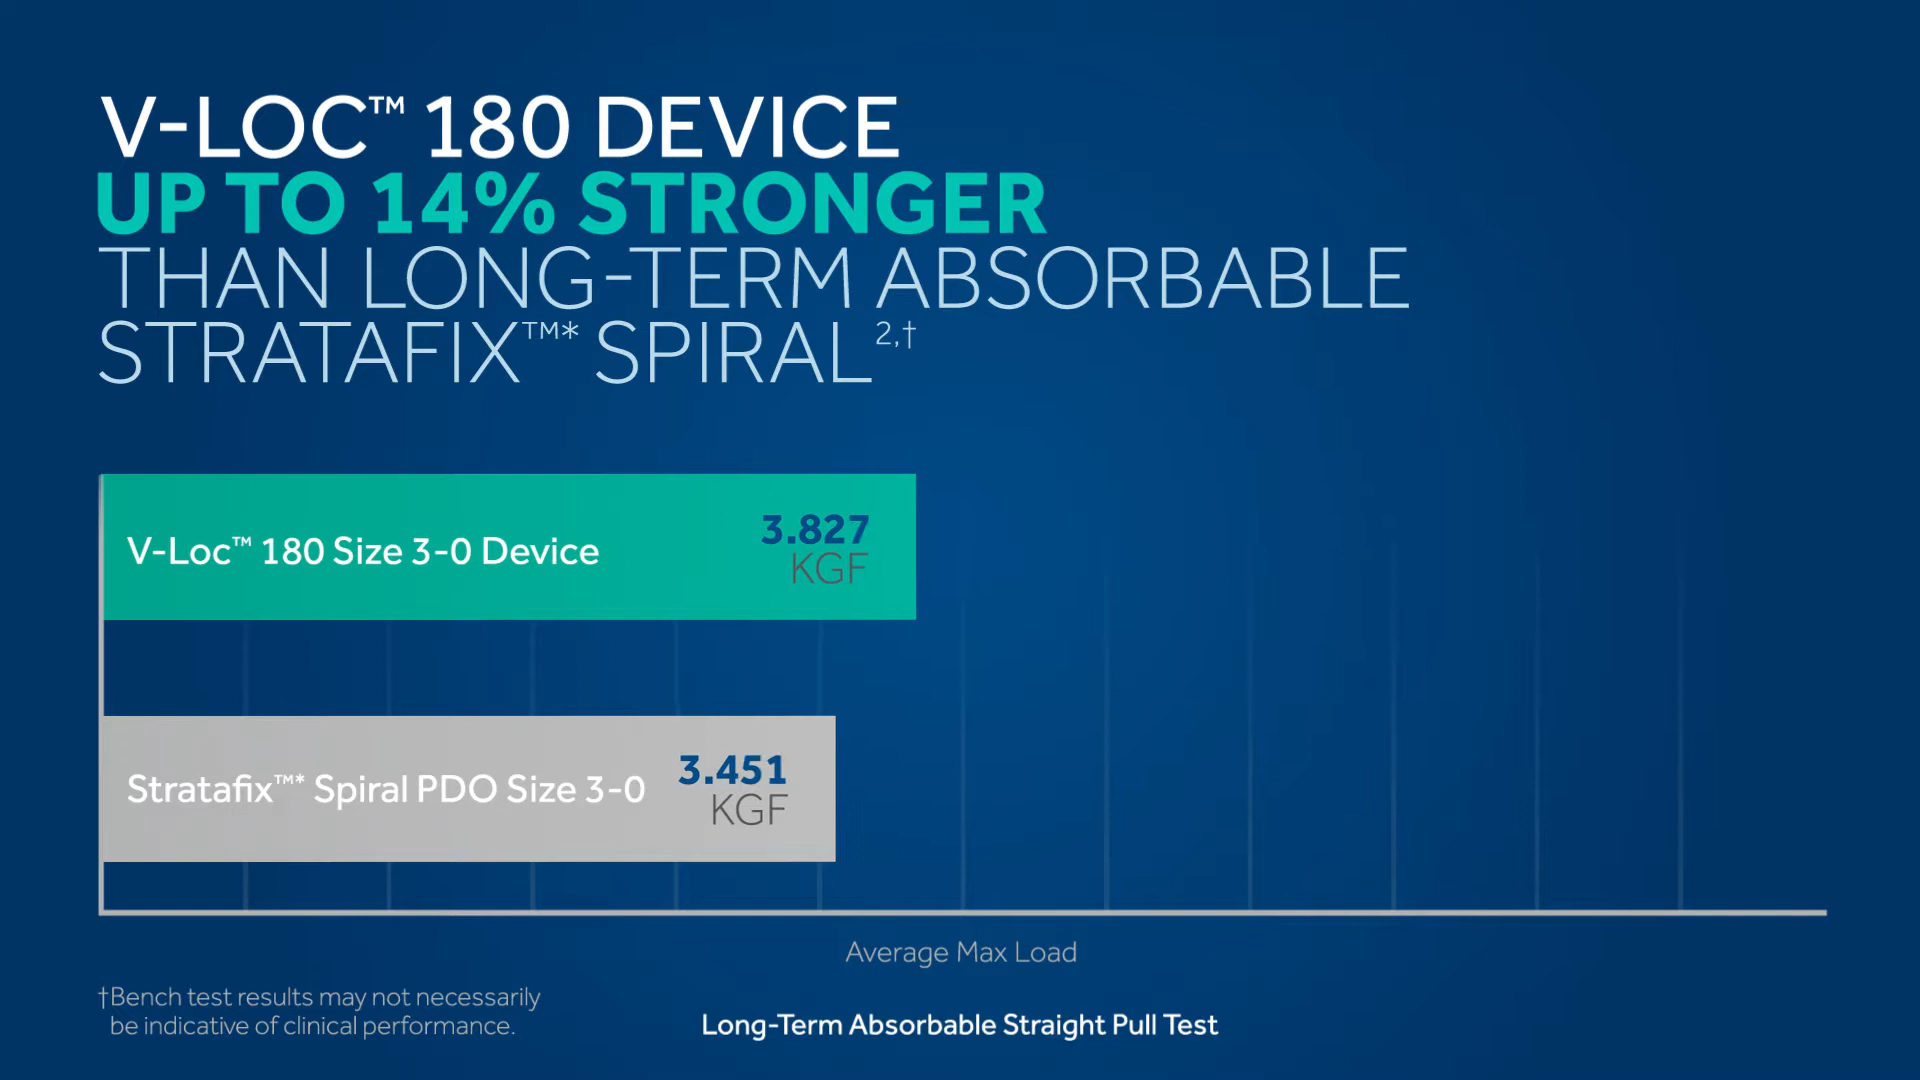 V-LOC™ 180 DEVICE
UP TO 14% STRONGER
THAN LONG-TERM ABSORBABLE
STRATAFIX™* SPIRAL 2,†
V-Loc™ 180 Size 3-0 Device
3.827
KGF
Stratafix™* Spiral PDO Size 3-0
3.451
KGF
Average Max Load
†Bench test results may not necessarily
be indicative of clinical performance.
Long-Term Absorbable Straight Pull Test